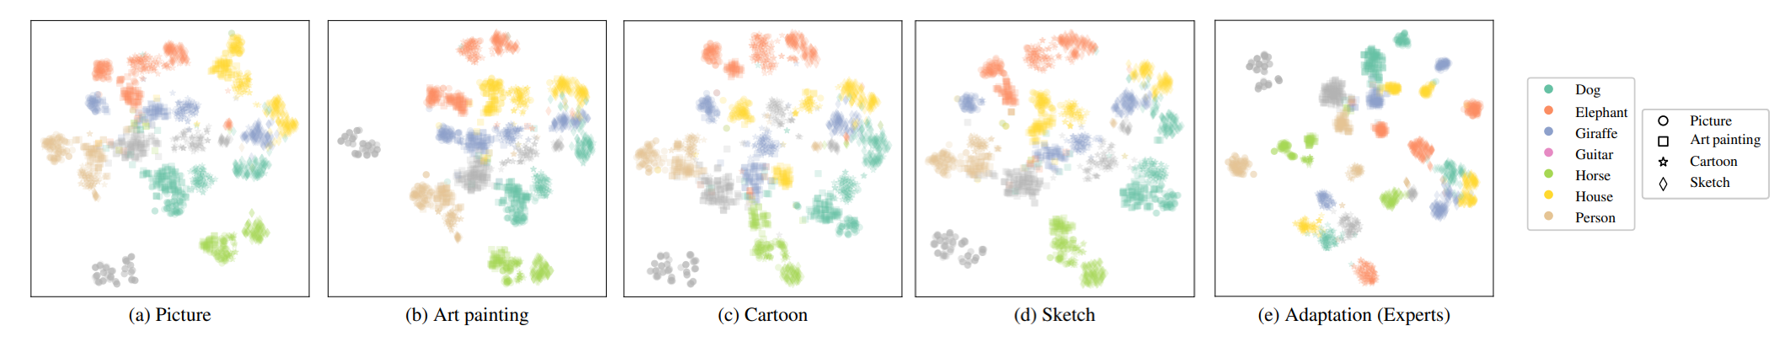 Dog
Elephant
Giraffe
Guitar
Horse
House
Person
Picture
Art painting
Cartoon
Sketch
(a) Picture
(b) Art painting
(c) Cartoon
(d) Sketch
(e) Adaptation (Experts)